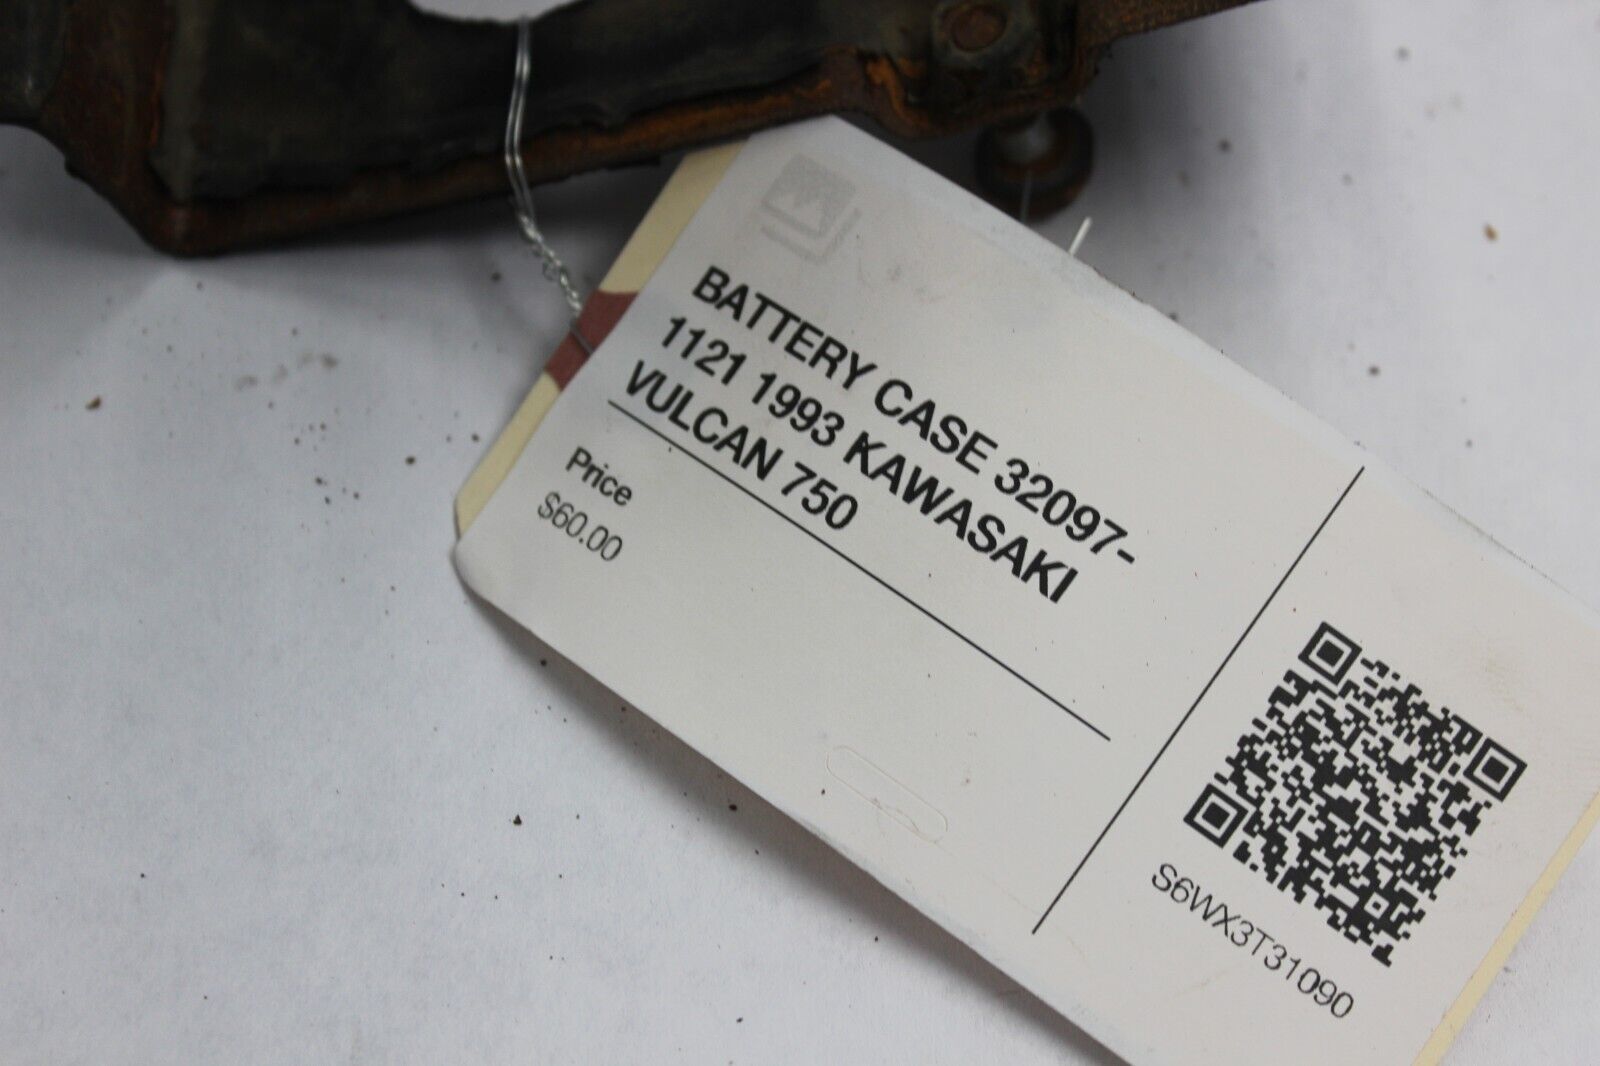 BATTERY CASE 32097-
1121 1993 KAWASAKI
VULCAN 750
Price
$60.00
S6WX3T31090